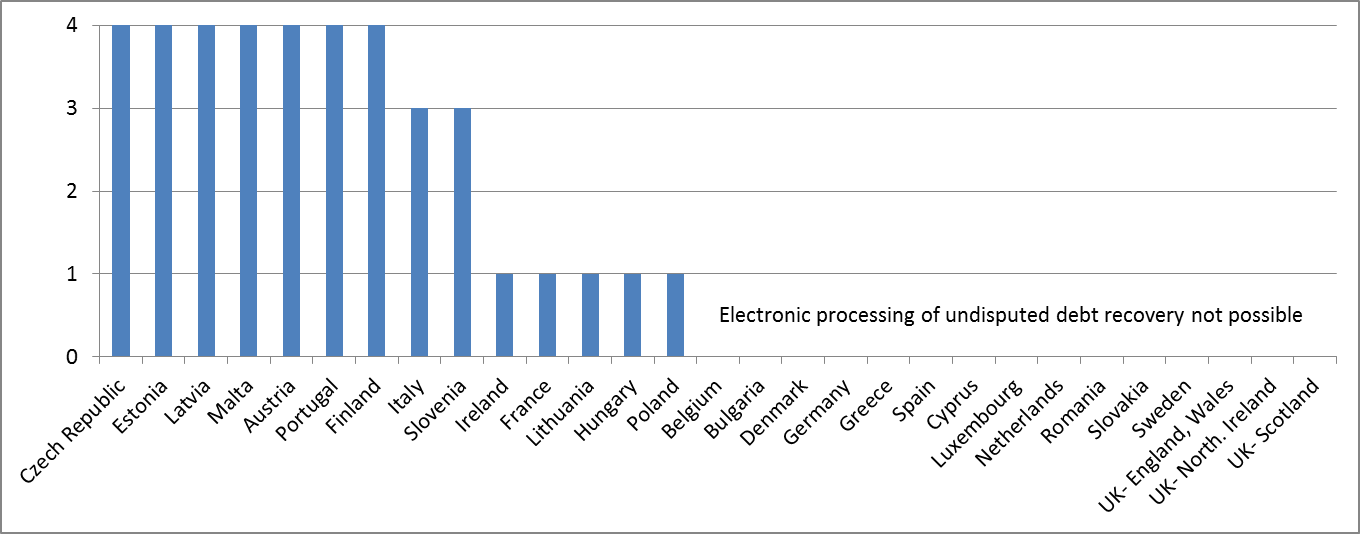 4
3
2
1
0
Electronic processing of undisputed debt recovery not possible
Czech Republic
Estonia
Latvia
Malta
Austria
Portugal
Finland
Italy
Slovenia
Ireland
France
Lithuania
Hungary
Poland
Belgium
Bulgaria
Denmark
Germany
Greece
Spain
Cyprus
Luxembourg
Netherlands
Romania
Slovakia
Sweden
UK- England, Wales
UK- North. Ireland
UK- Scotland